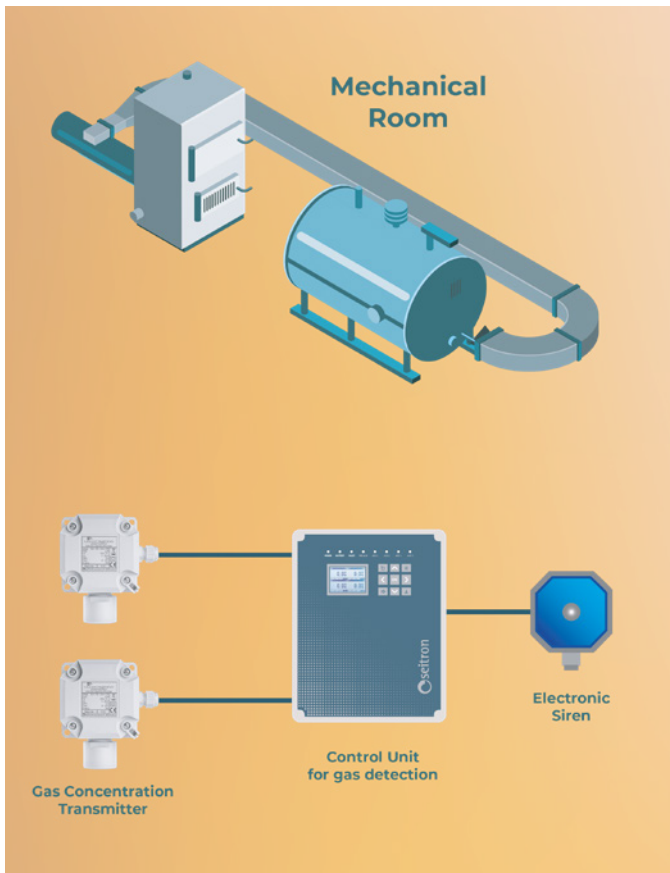 Mechanical
Room
seitron
Electronic
Siren
Control Unit
for gas detection
Gas Concentration
Transmitter